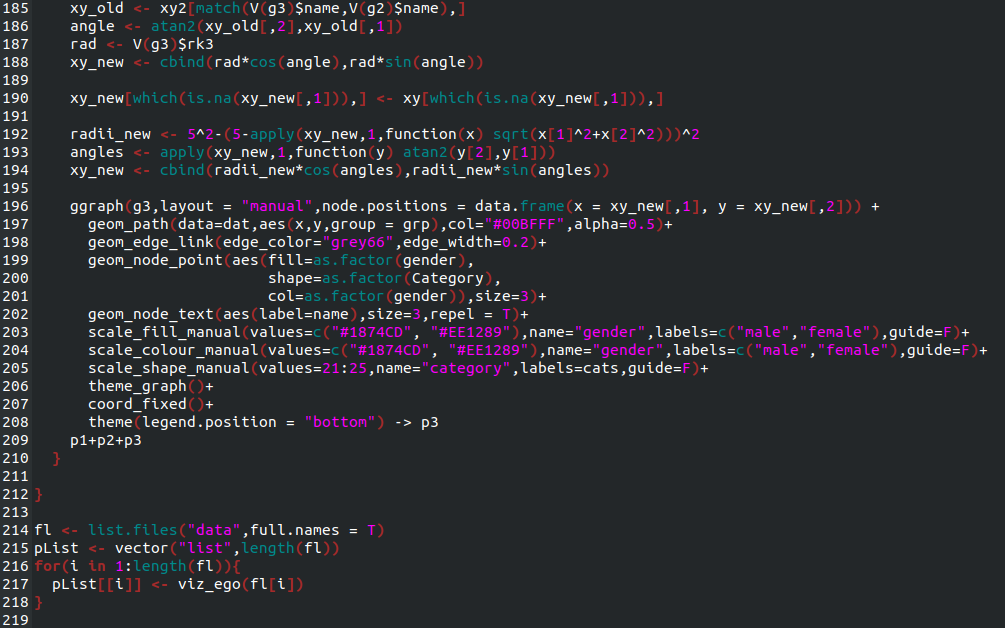 185 xy_old <- xy2[match(V(g3)$name,V(g2)$name),]
186 angle <- atan2(xy_old[,2],xy_old[,1])
187 rad <- V(g3)$rk3
188 xy_new <- cbind(rad*cos(angle),rad*sin(angle))
189
190 xy_new[which(is.na(xy_new[,1])),] <- xy[which(is.na(xy_new[,1])),]
191
192 radii_new <- 5^2-(5-apply(xy_new,1,function(x) sqrt(x[1]^2+x[2]^2)))^2
193 angles <- apply(xy_new,1,function(y) atan2(y[2],y[1]))
194 xy_new <- cbind(radii_new*cos(angles),radii_new*sin(angles))
195
196 ggraph(g3,layout = "manual",node.positions = data.frame(x = xy_new[,1], y = xy_new[,2])) +
197 geom_path(data=dat,aes(x,y,group = grp),col="#00BFFF",alpha=0.5)+
198 geom_edge_link(edge_color="grey66",edge_width=0.2)+
199 geom_node_point(aes(fill=as.factor(gender),
200 shape=as.factor(Category),
201 col=as.factor(gender)),size=3)+
202 geom_node_text(aes(label=name),size=3,repel = T)+
203 scale_fill_manual(values=c("#1874CD", "#EE1289"),name="gender",labels=c("male","female"),guide=F)+
204 scale_colour_manual(values=c("#1874CD", "#EE1289"),name="gender",labels=c("male","female"),guide=F)+
205 scale_shape_manual(values=21:25,name="category",labels=cats,guide=F)+
206 theme_graph()+
207 coord_fixed()+
208 theme(legend.position = "bottom") -> p3
209 p1+p2+p3
210 }
211
212 }
213
214 fl <- list.files("data",full.names = T)
215 pList <- vector("list",length(fl))
216 for(i in 1:length(fl)){
217 pList[[i]] <- viz_ego(fl[i])
218 }
219